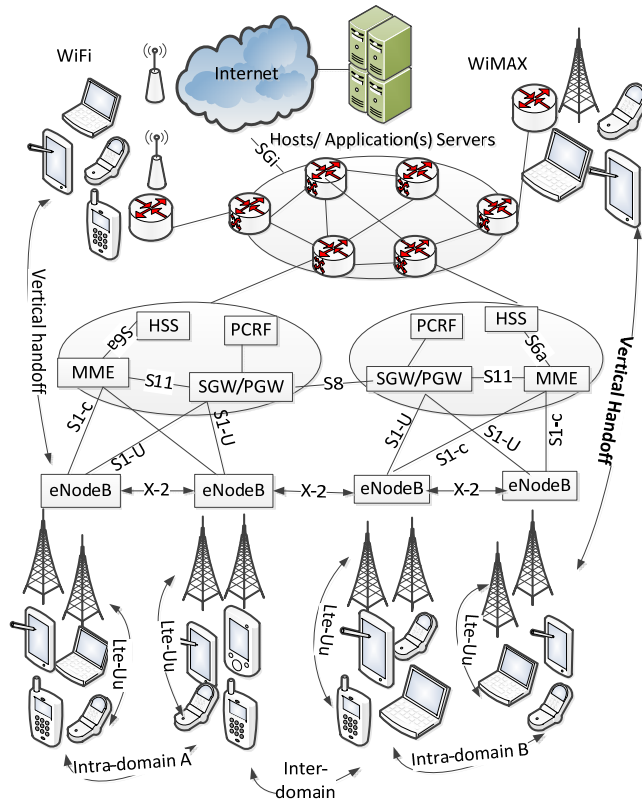 WiFi
Internet
WiMAX
Hosts/ Application(s) Servers
SGi
Vertical handoff
Vertical Handoff
HSS
S6a
PCRF
MME
S11
SGW/PGW
S8
PCRF
HSS
S6a
SGW/PGW
S11
MME
S1-c
S1-U
S1-U
S1-U
S1-c
S1-U
S1-c
eNodeB
X-2
eNodeB
X-2
eNodeB
X-2
eNodeB
Lte-Uu
Lte-Uu
Lte-Uu
Lte-Uu
Intra-domain A
Inter-
domain
Intra-domain B